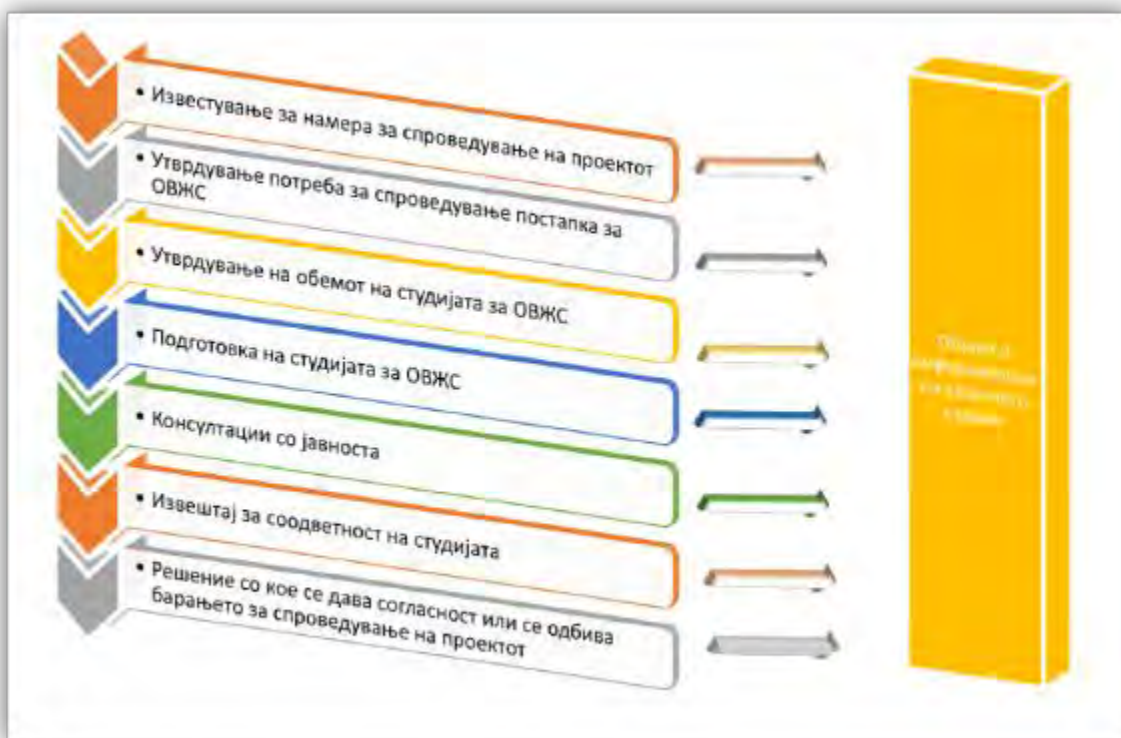 • Известување за намера за спроведување на проектот
• Утврдување потреба за спроведување постапка за
ОВЖС
• Утврдување на обемот на студијата за ОВЖС
• Подготовка на студијата за ОВЖС
• Консултации со јавноста
• Извештај за соодветност на студијата
• Решение со кое се дава согласност или се одбива
барањето за спроведување на проектот